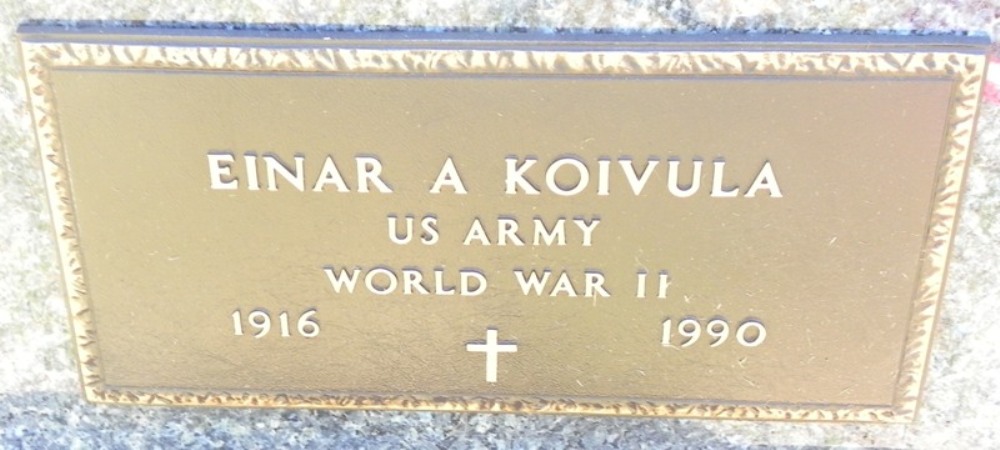 EINAR A KOIVULA
US ARMY
WORLD WAR II
1916 1990